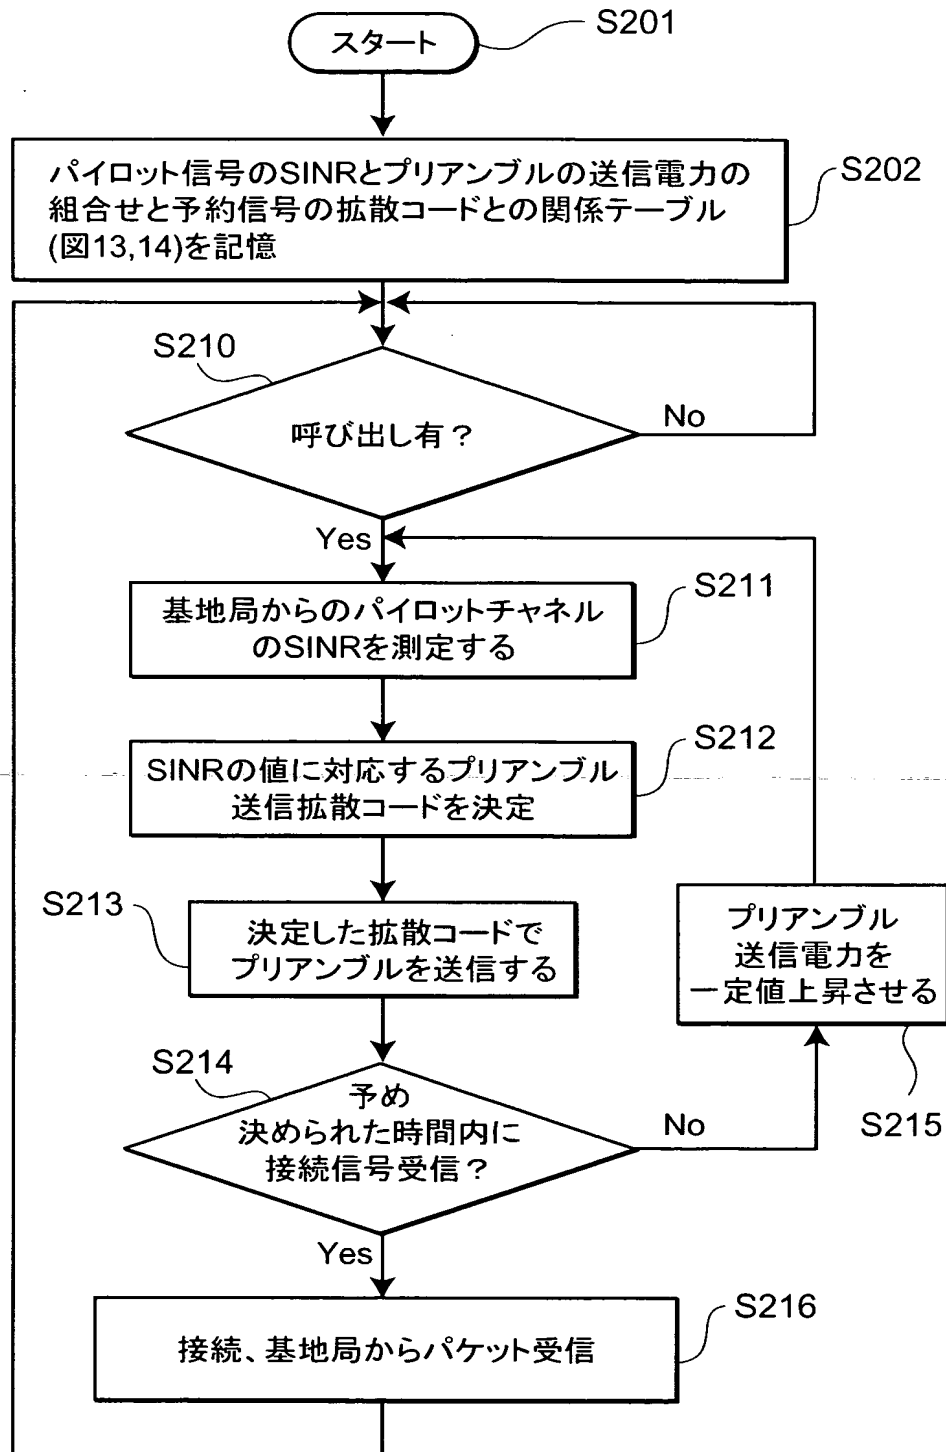 スタート
S201
パイロット信号のSINRとプリアンブルの送信電力の
組合せと予約信号の拡散コードとの関係テーブル
(図13,14)を記憶
S202
S210
呼び出し有?
No
Yes
基地局からのパイロットチャネル
のSINRを測定する
S211
SINRの値に対応するプリアンブル
送信拡散コードを決定
S212
S213
決定した拡散コードで
プリアンブルを送信する
プリアンブル
送信電力を
一定値上昇させる
S215
S214
予め
決められた時間内に
接続信号受信?
No
Yes
接続、基地局からパケット受信
S216